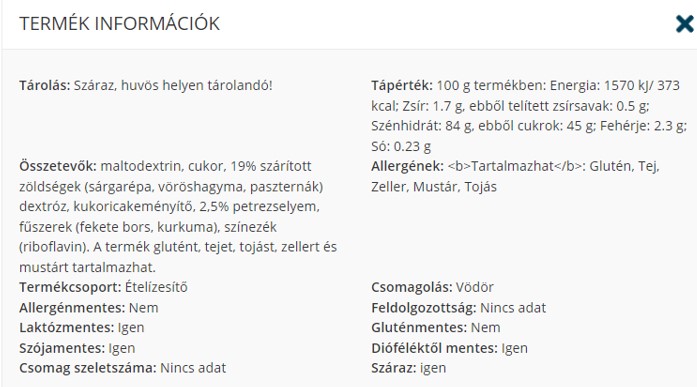 TERMÉK INFORMÁCIÓK
Tárolás: Száraz, huvös helyen tárolandó!
Tápérték: 100 g termékben: Energia: 1570 kJ/ 373
kcal; Zsír: 1.7 g, ebből telített zsírsavak: 0.5 g;
Szénhidrát: 84 g, ebből cukrok: 45 g; Fehérje: 2.3 g;
Só: 0.23 g
Összetevők: maltodextrin, cukor, 19% szárított
zöldségek (sárgarépa, vöröshagyma, paszternák)
dextróz, kukoricakeményítő, 2,5% petrezselyem,
fűszerek (fekete bors, kurkuma), színezék
(riboflavin). A termék glutént, tejet, tojást, zellert és
mustárt tartalmazhat.
Allergének: <b>Tartalmazhat</b>: Glutén, Tej,
Zeller, Mustár, Tojás
Termékcsoport: Ételízesítő
Csomagolás: Vödör
Allergénmentes: Nem
Feldolgozottság: Nincs adat
Laktózmentes: Igen
Gluténmentes: Nem
Szójamentes: Igen
Dióféléktől mentes: Igen
Csomag szeletszáma: Nincs adat
Száraz: igen